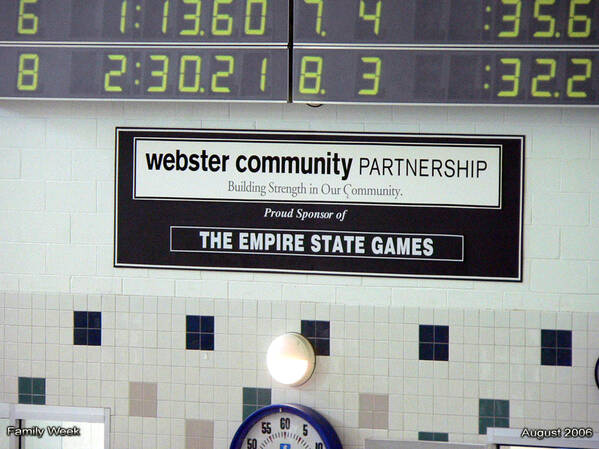 6 1:13.60 7. 4 :35.6
8 2:30.21 8. 3 :32.2
webster community PARTNERSHIP
Building Strength in Our Community.
Proud Sponsor of
THE EMPIRE STATE GAMES
50 55 60 5 10
60
Family Week
August 2006